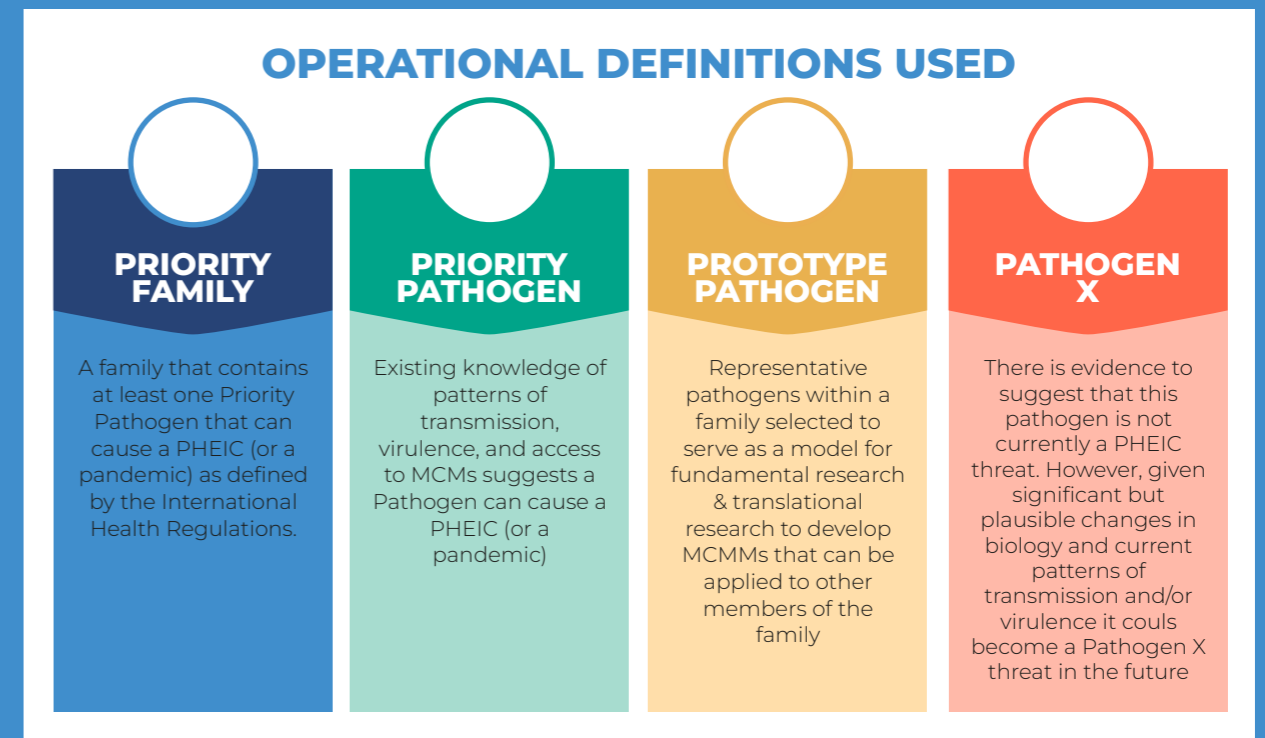 OPERATIONAL DEFINITIONS USED
PRIORITY
FAMILY
A family that contains
at least one Priority
Pathogen that can
cause a PHEIC (or a
pandemic) as defined
by the International
Health Regulations.
PRIORITY
PATHOGEN
Existing knowledge of
patterns of
transmission,
virulence, and access
to MCMs suggests a
Pathogen can cause a
PHEIC (or a
pandemic)
PROTOTYPE
PATHOGEN
Representative
pathogens within a
family selected to
serve as a model for
fundamental research
& translational
research to develop
MCMMs that can be
applied to other
members of the
family
PATHOGEN
X
There is evidence to
suggest that this
pathogen is not
currently a PHEIC
threat. However, given
significant but
plausible changes in
biology and current
patterns of
transmission and/or
virulence it couls
become a Pathogen X
threat in the future